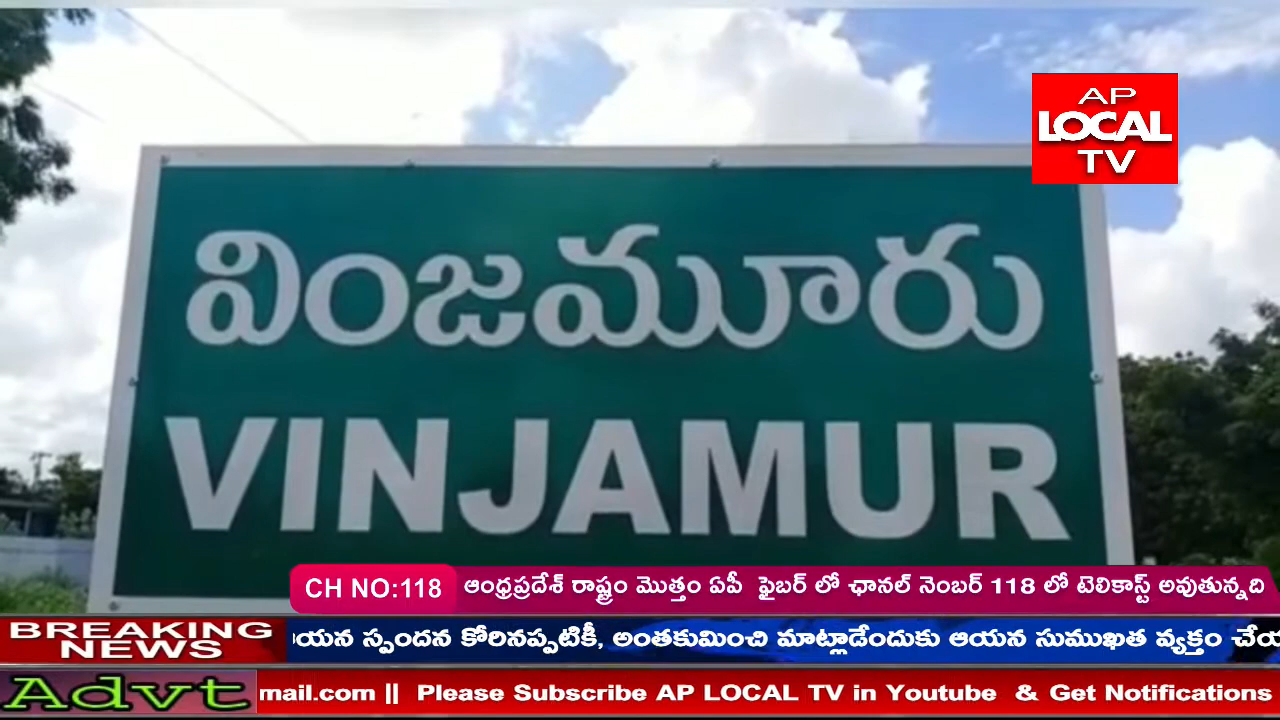 AP
LOCAL
TV
వింజమూరు
VINJAMUR
CH NO:118 ఆంధ్రప్రదేశ్ రాష్ట్రం మొత్తం ఏపీ ఫైబర్ లో ఛానల్ నెంబర్ 118 లో టెలికాస్ట్ అవుతున్నది
BREAKING
NEWS
స్పందన కోరినప్పటికీ, అంతకుమించి మాట్లాడేందుకు ఆయన సుముఖత వ్యక్తం
Advt
mail.com || Please Subscribe AP LOCAL TV in Youtube & Get Notifications